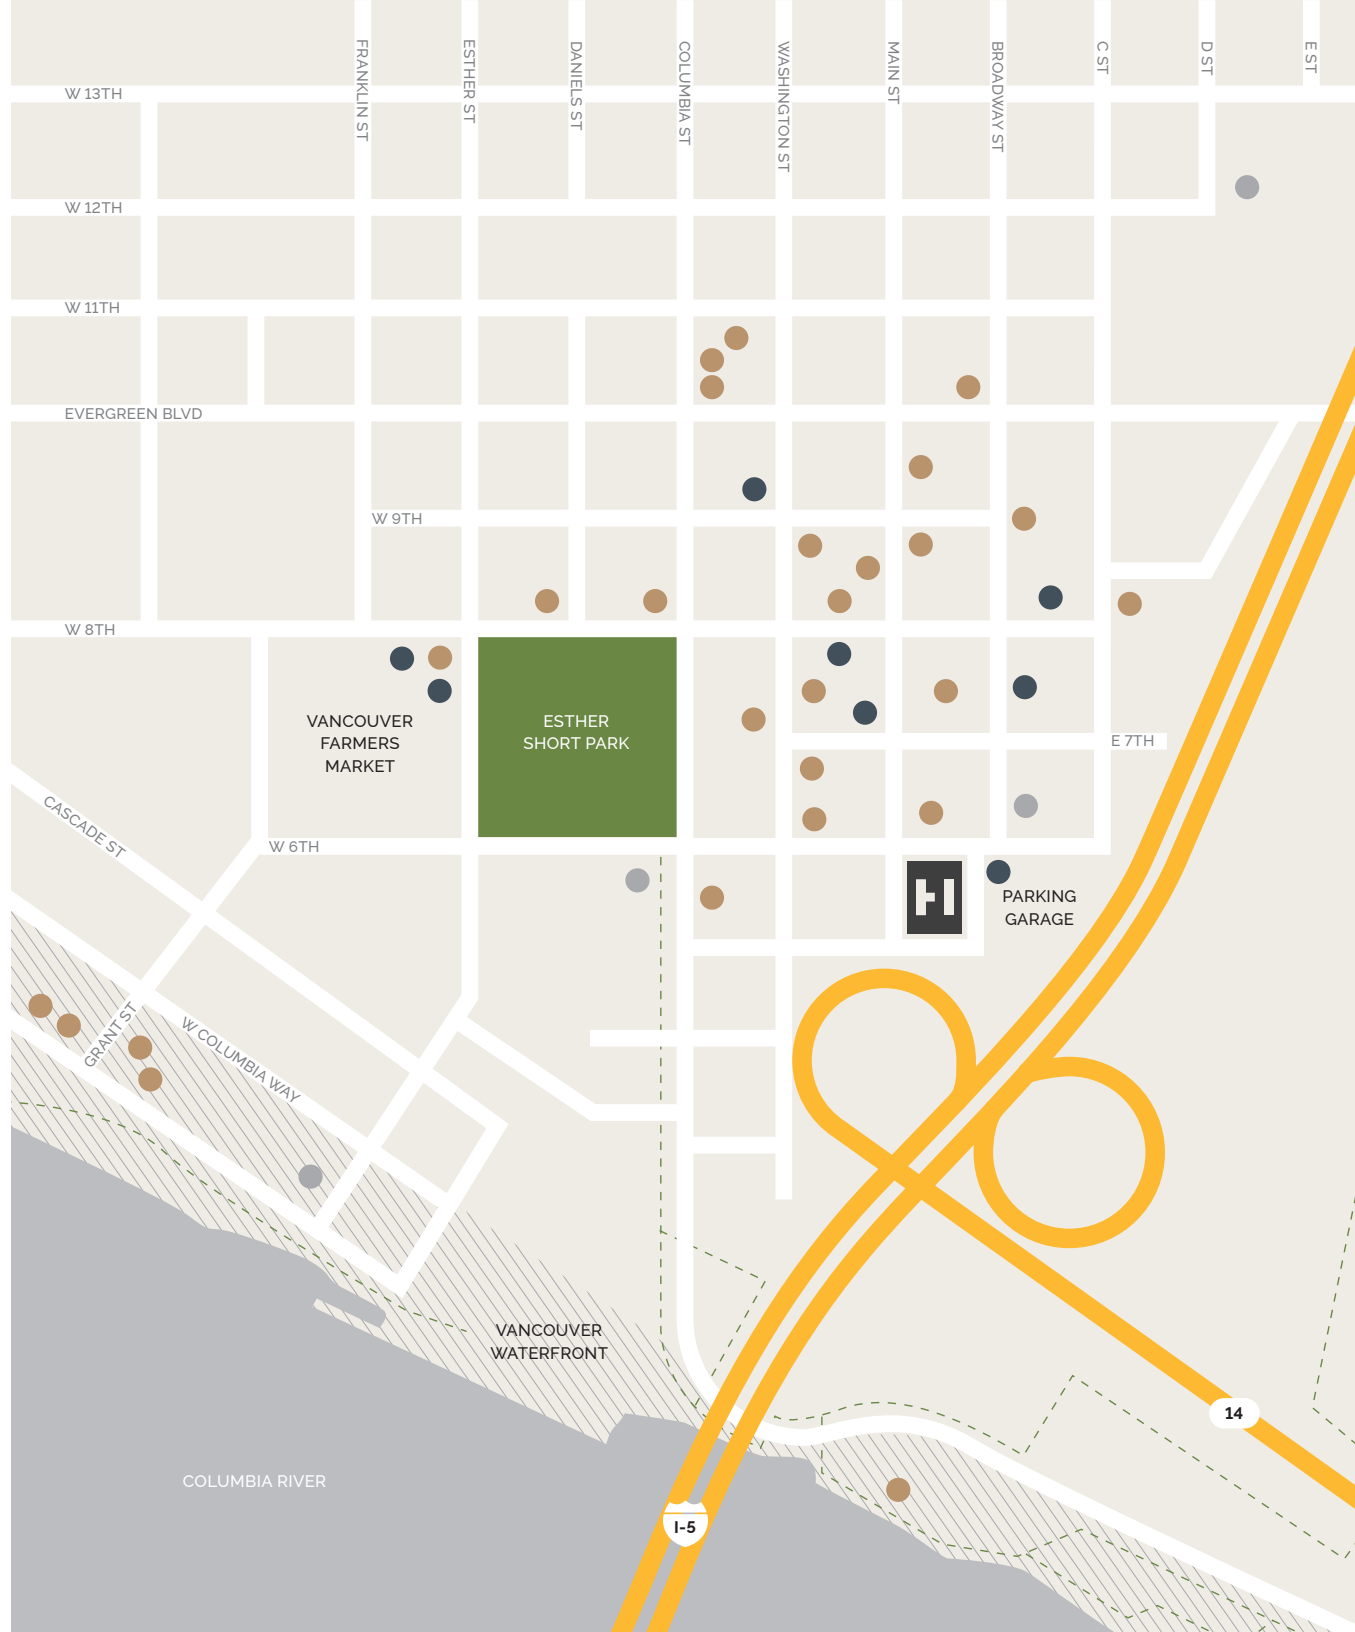 FRANKLIN ST
ESTHER ST
DANIELS ST
COLUMBIA ST
WASHINGTON ST
MAIN ST
BROADWAY ST
C ST
D ST
E ST
W 13TH
W 12TH
W 11TH
EVERGREEN BLVD
W 9TH
W 8TH
VANCOUVER
FARMERS
MARKET
ESTHER
SHORT PARK
E 7TH
CASCADE ST
W 6TH
H
PARKING
GARAGE
GRANT ST
W COLUMBIA WAY
VANCOUVER
WATERFRONT
14
COLUMBIA RIVER
I-5